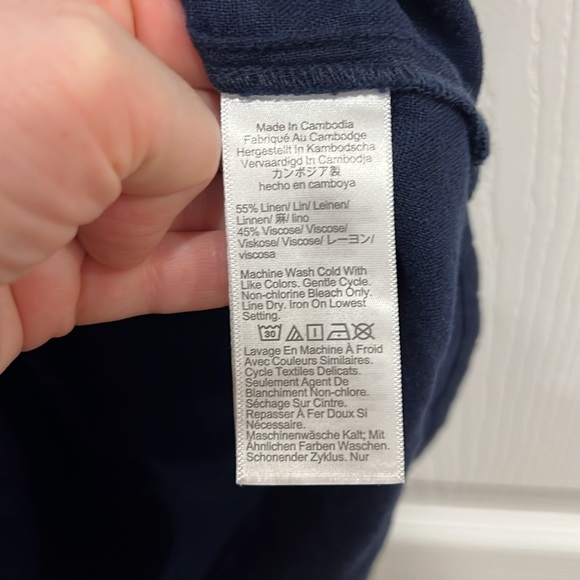 Made In Cambodia
Fabriqué Au Cambodge
Hergestellt In Kambodscha
Vervaardigd In Cambodja
カンボジア製
hecho en camboya
55% Linen/ Lin/ Leinen/
Linnen/ 麻/ lino
45% Viscose/ Viscose/
Viskose/ Viscose/ レーヨン/
viscosa
Machine Wash Cold With
Like Colors. Gentle Cycle.
Non-chlorine Bleach Only.
Line Dry. Iron On Lowest
Setting.
30
Lavage En Machine À Froid
Avec Couleurs Similaires.
Cycle Textiles Delicats.
Seulement Agent De
Blanchiment Non-chlore.
Séchage Sur Cintre.
Repasser À Fer Doux Si
Nécessaire.
Maschinenwäsche Kalt; Mit
Ähnlichen Farben Waschen.
Schonender Zyklus. Nur